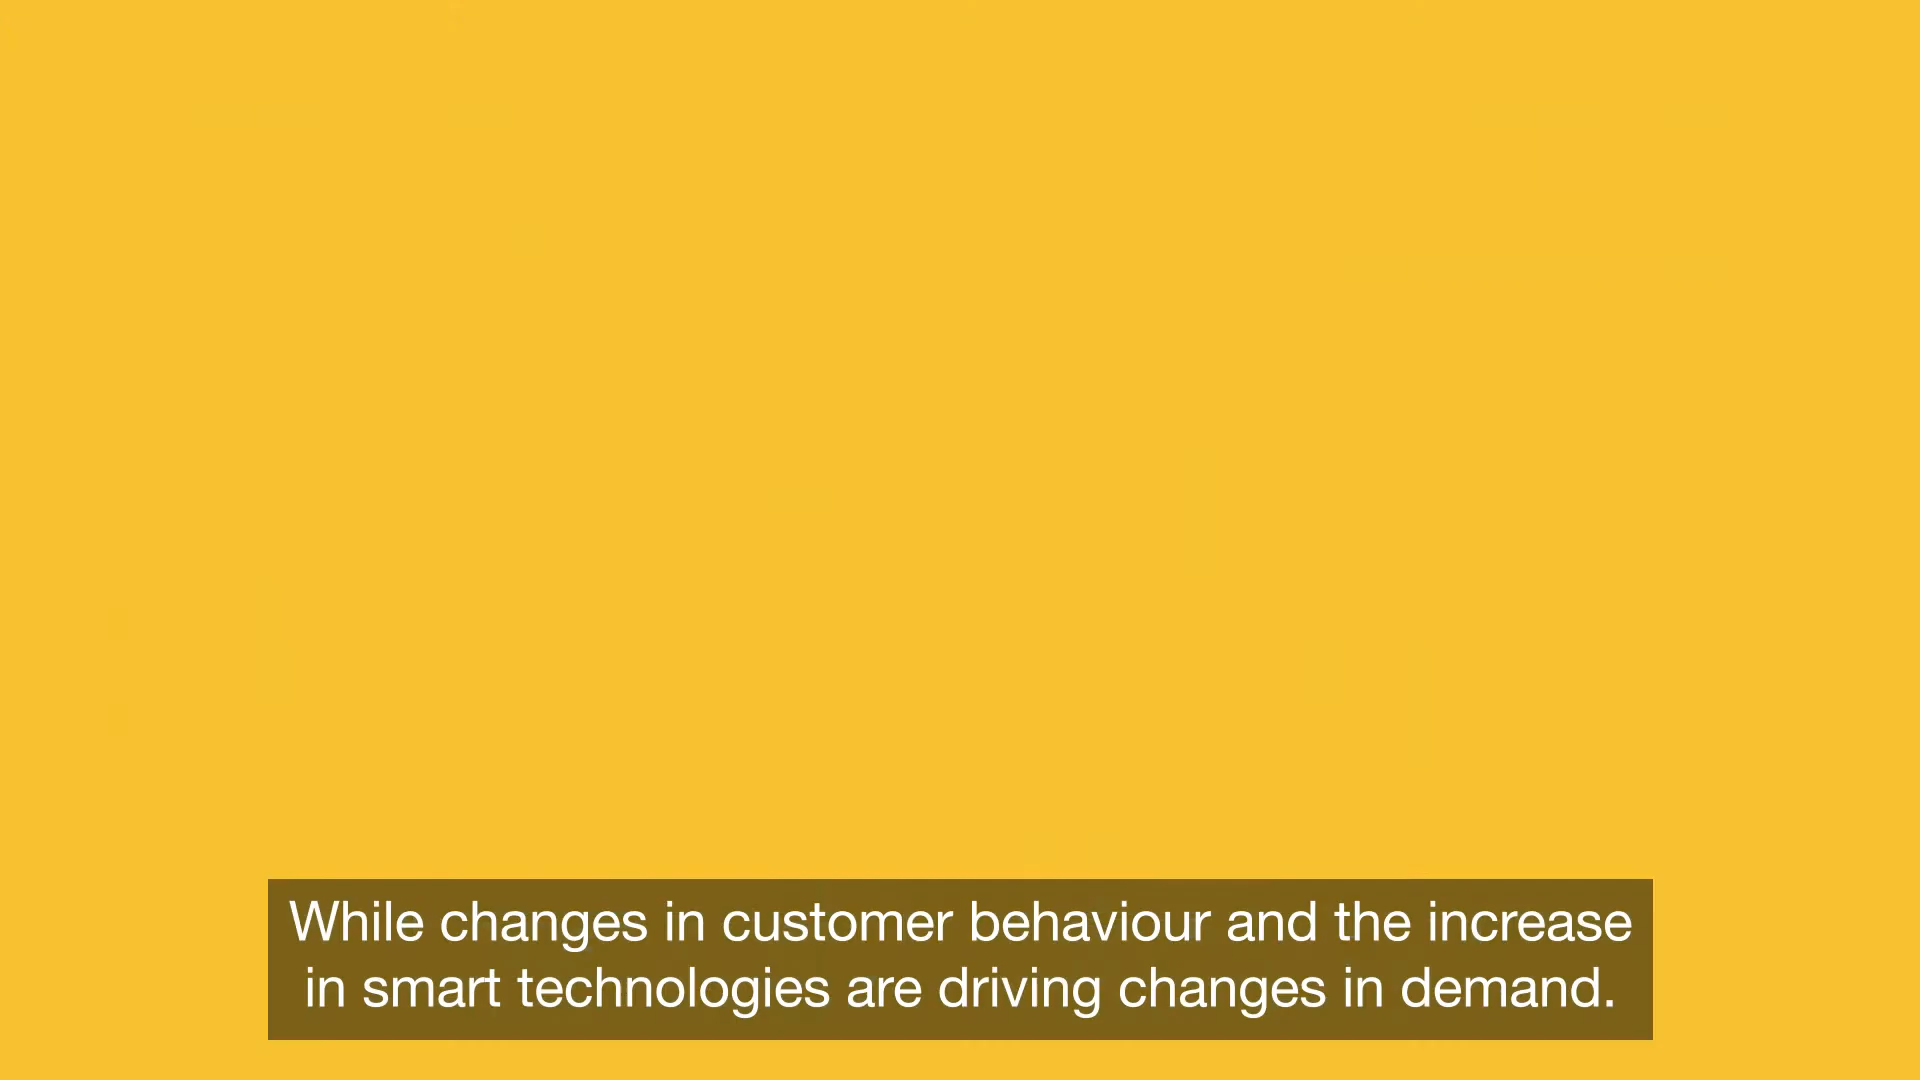 While changes in customer behaviour and the increase
in smart technologies are driving changes in demand.